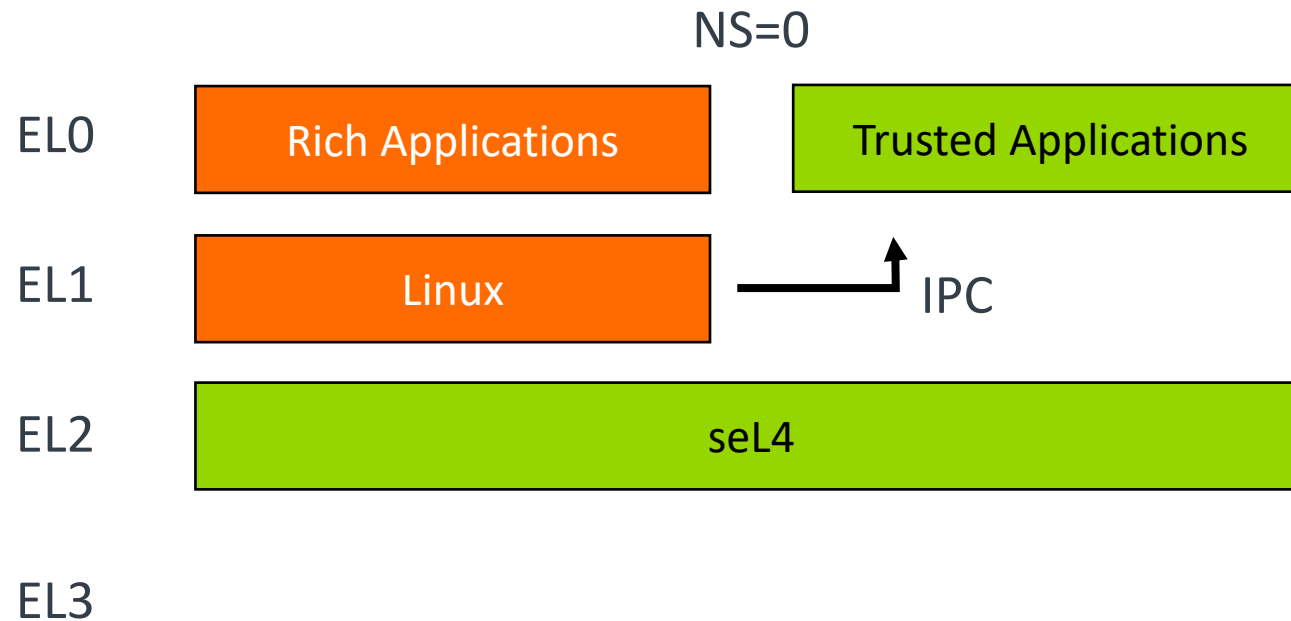 NS=0
EL0
Rich Applications
Trusted Applications
EL1
Linux
IPC
EL2
seL4
EL3